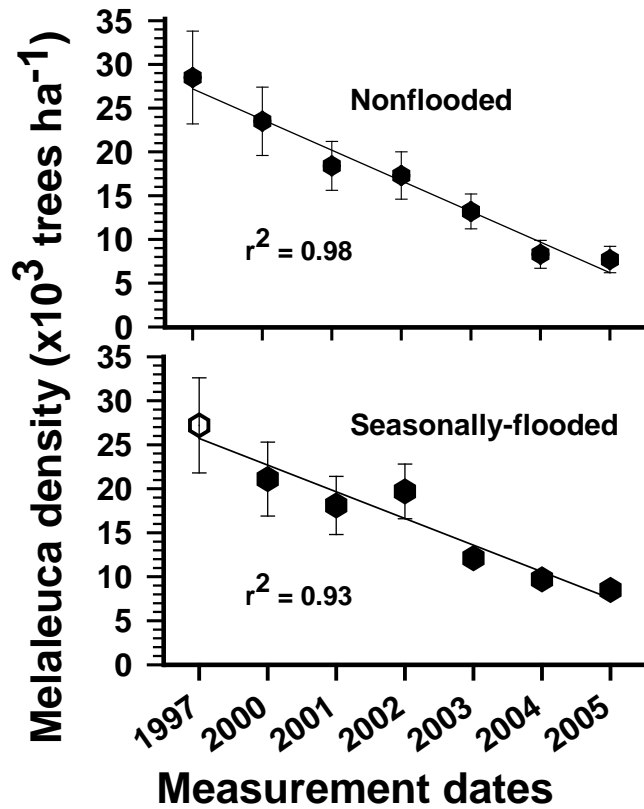 Melaleuca density (x10³ trees ha⁻¹)
35
30
25
20
15
10
5
0
Nonflooded
r² = 0.98
35
30
25
20
15
10
5
0
Seasonally-flooded
r² = 0.93
1997 2000 2001 2002 2003 2004 2005
Measurement dates